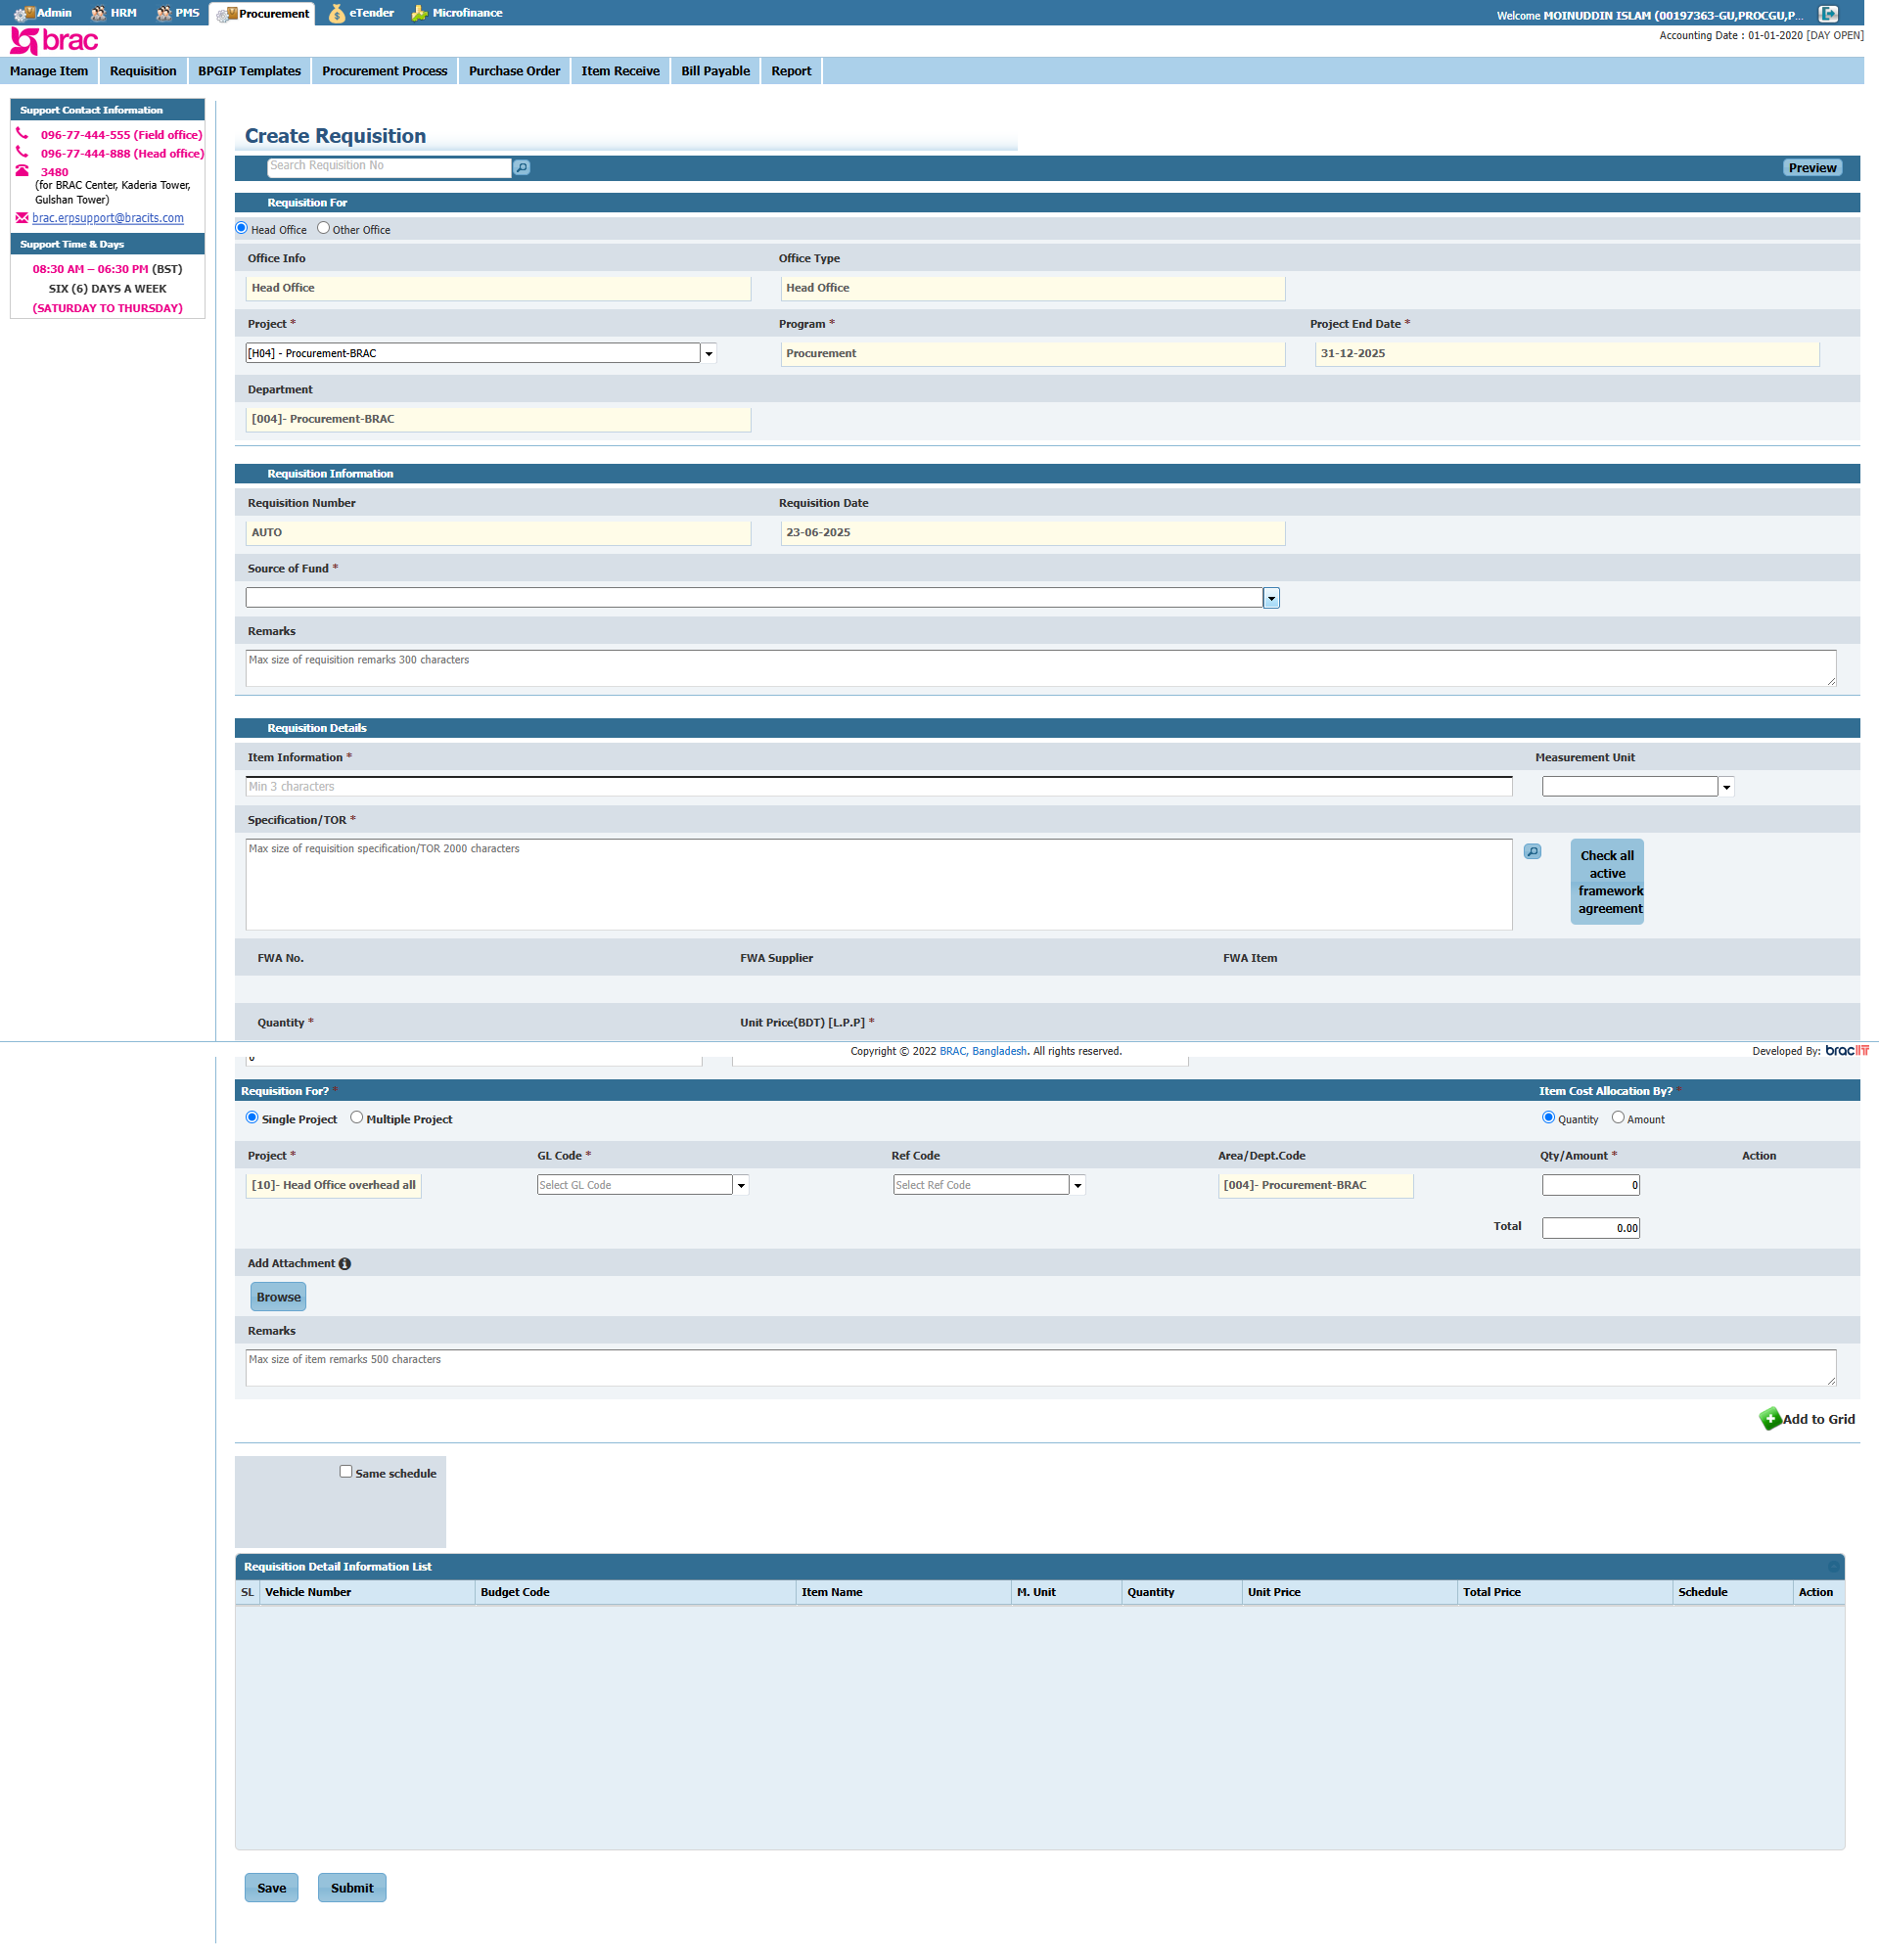 Admin HRM PMS Procurement eTender Microfinance Welcome MOINUDDIN ISLAM (00197363-GU,PROCGU,P...
brac Accounting Date : 01-01-2020 [DAY OPEN]
Manage Item Requisition BPGIP Templates Procurement Process Purchase Order Item Receive Bill Payable Report
Support Contact Information
096-77-444-555 (Field office)
096-77-444-888 (Head office)
3480
(for BRAC Center, Kaderia Tower,
Gulshan Tower)
brac.erpsupport@bracits.com
Support Time & Days
08:30 AM – 06:30 PM (BST)
SIX (6) DAYS A WEEK
(SATURDAY TO THURSDAY)
Create Requisition
Search Requisition No Preview
Requisition For
Head Office Other Office
Office Info Office Type
Head Office Head Office
Project * Program * Project End Date *
[H04] - Procurement-BRAC Procurement 31-12-2025
Department
[004]- Procurement-BRAC
Requisition Information
Requisition Number Requisition Date
AUTO 23-06-2025
Source of Fund *
Remarks
Max size of requisition remarks 300 characters
Requisition Details
Item Information * Measurement Unit
Min 3 characters
Specification/TOR *
Max size of requisition specification/TOR 2000 characters
Check all
active
framework
agreement
FWA No. FWA Supplier FWA Item
Quantity * Unit Price(BDT) [L.P.P] *
Copyright © 2022 BRAC, Bangladesh. All rights reserved. Developed By: bracIT
0
Requisition For? * Item Cost Allocation By? *
Single Project Multiple Project Quantity Amount
Project * GL Code * Ref Code Area/Dept.Code Qty/Amount * Action
[10]- Head Office overhead all Select GL Code Select Ref Code [004]- Procurement-BRAC 0
Total 0.00
Add Attachment
Browse
Remarks
Max size of item remarks 500 characters
Add to Grid
Same schedule
Requisition Detail Information List
SL Vehicle Number Budget Code Item Name M. Unit Quantity Unit Price Total Price Schedule Action
Save Submit